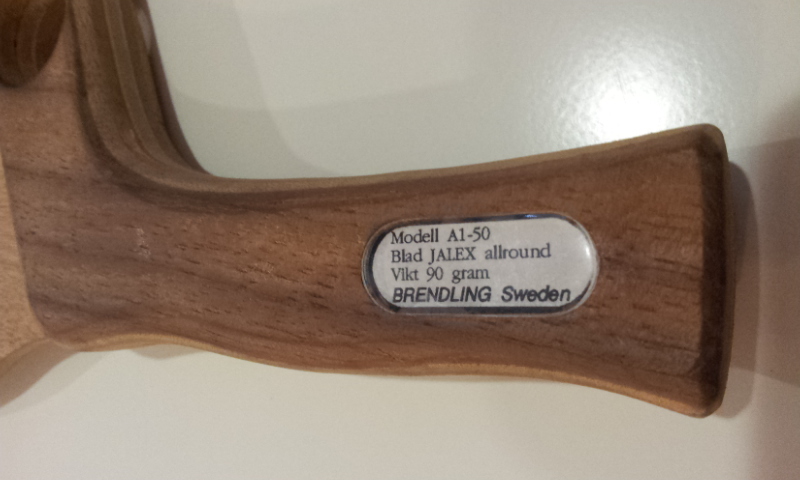 Modell A1-50
Blad JALEX allround
Vikt 90 gram
BRENDLING Sweden